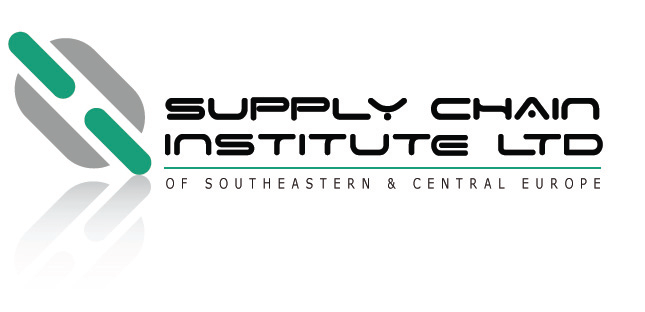 SUPPLY CHAIN
INSTITUTE LTD
OF SOUTHEASTERN & CENTRAL EUROPE